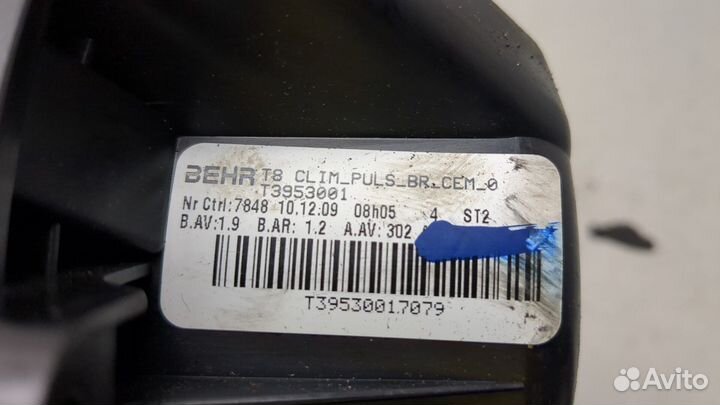 BEHR T8 CLIM_PULS_BR_CEM_0
T3953001
Nr Ctrl:7848 10.12.09 08h05 4 ST2
B.AV:1.9 B.AR: 1.2 A.AV: 302
T39530017079
Avito